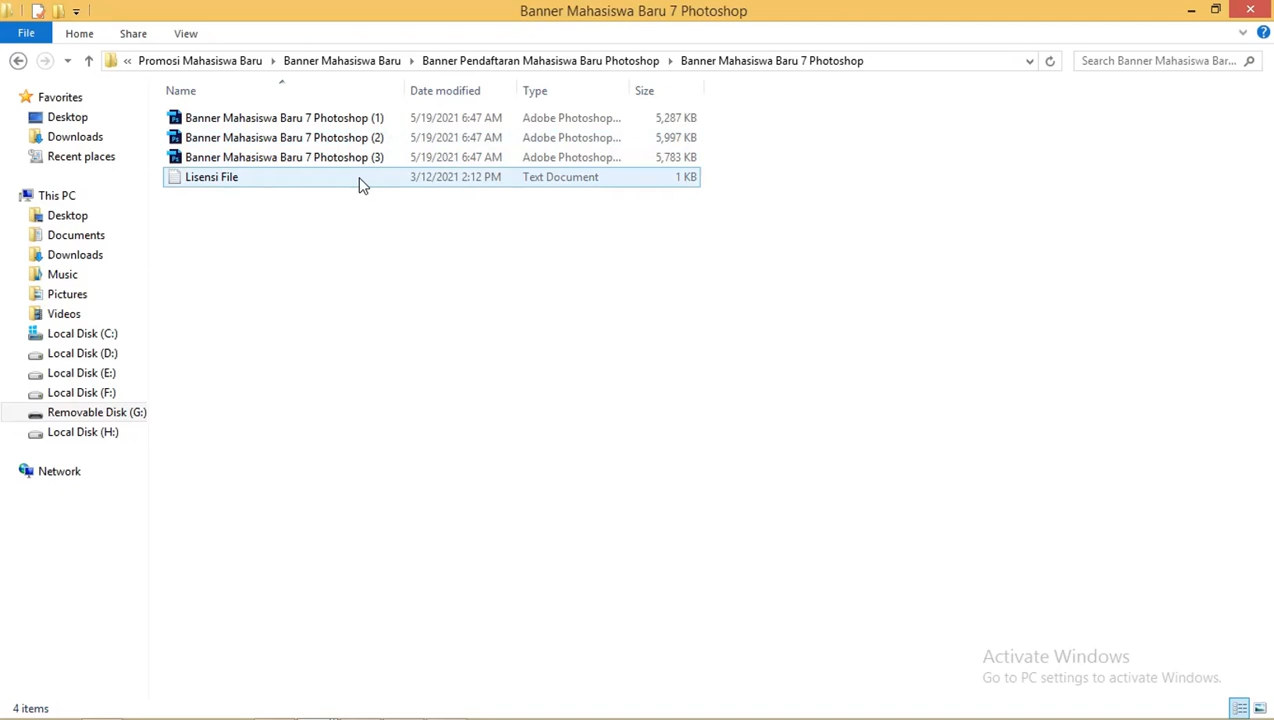 Banner Mahasiswa Baru 7 Photoshop
File Home Share View
« Promosi Mahasiswa Baru Banner Mahasiswa Baru Banner Pendaftaran Mahasiswa Baru Photoshop Banner Mahasiswa Baru 7 Photoshop Search Banner Mahasiswa Bar...
Name Date modified Type Size
Banner Mahasiswa Baru 7 Photoshop (1) 5/19/2021 6:47 AM Adobe Photoshop... 5,287 KB
Banner Mahasiswa Baru 7 Photoshop (2) 5/19/2021 6:47 AM Adobe Photoshop... 5,997 KB
Banner Mahasiswa Baru 7 Photoshop (3) 5/19/2021 6:47 AM Adobe Photoshop... 5,783 KB
Lisensi File 3/12/2021 2:12 PM Text Document 1 KB
Favorites
Desktop
Downloads
Recent places
This PC
Desktop
Documents
Downloads
Music
Pictures
Videos
Local Disk (C:)
Local Disk (D:)
Local Disk (E:)
Local Disk (F:)
Removable Disk (G:)
Local Disk (H:)
Network
Activate Windows
Go to PC settings to activate Windows.
4 items